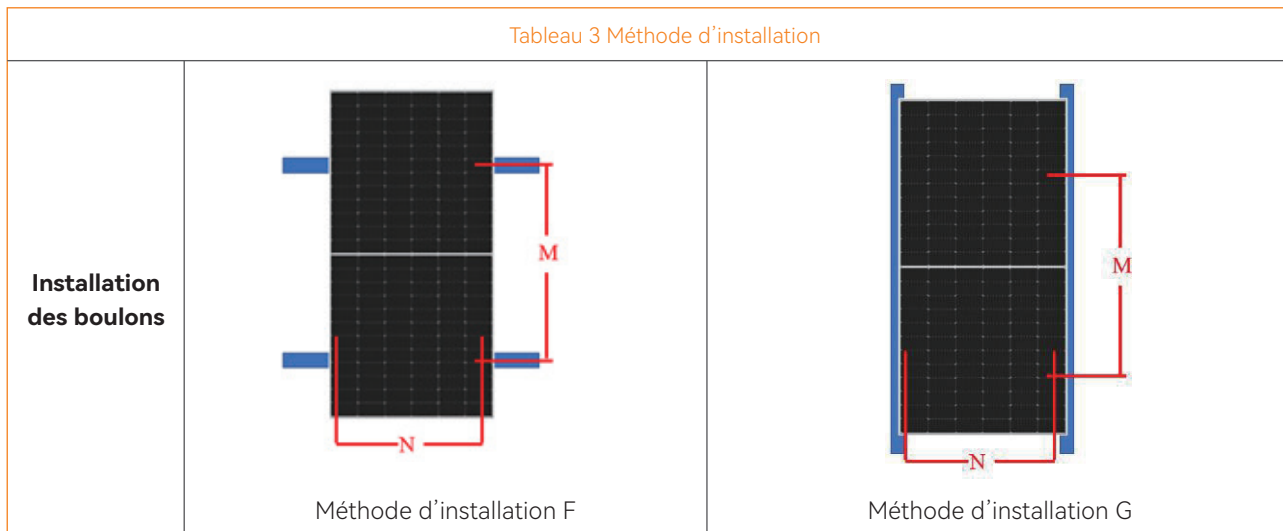 Tableau 3 Méthode d’installation
Installation
des boulons
M
N
Méthode d’installation F
M
N
Méthode d’installation G